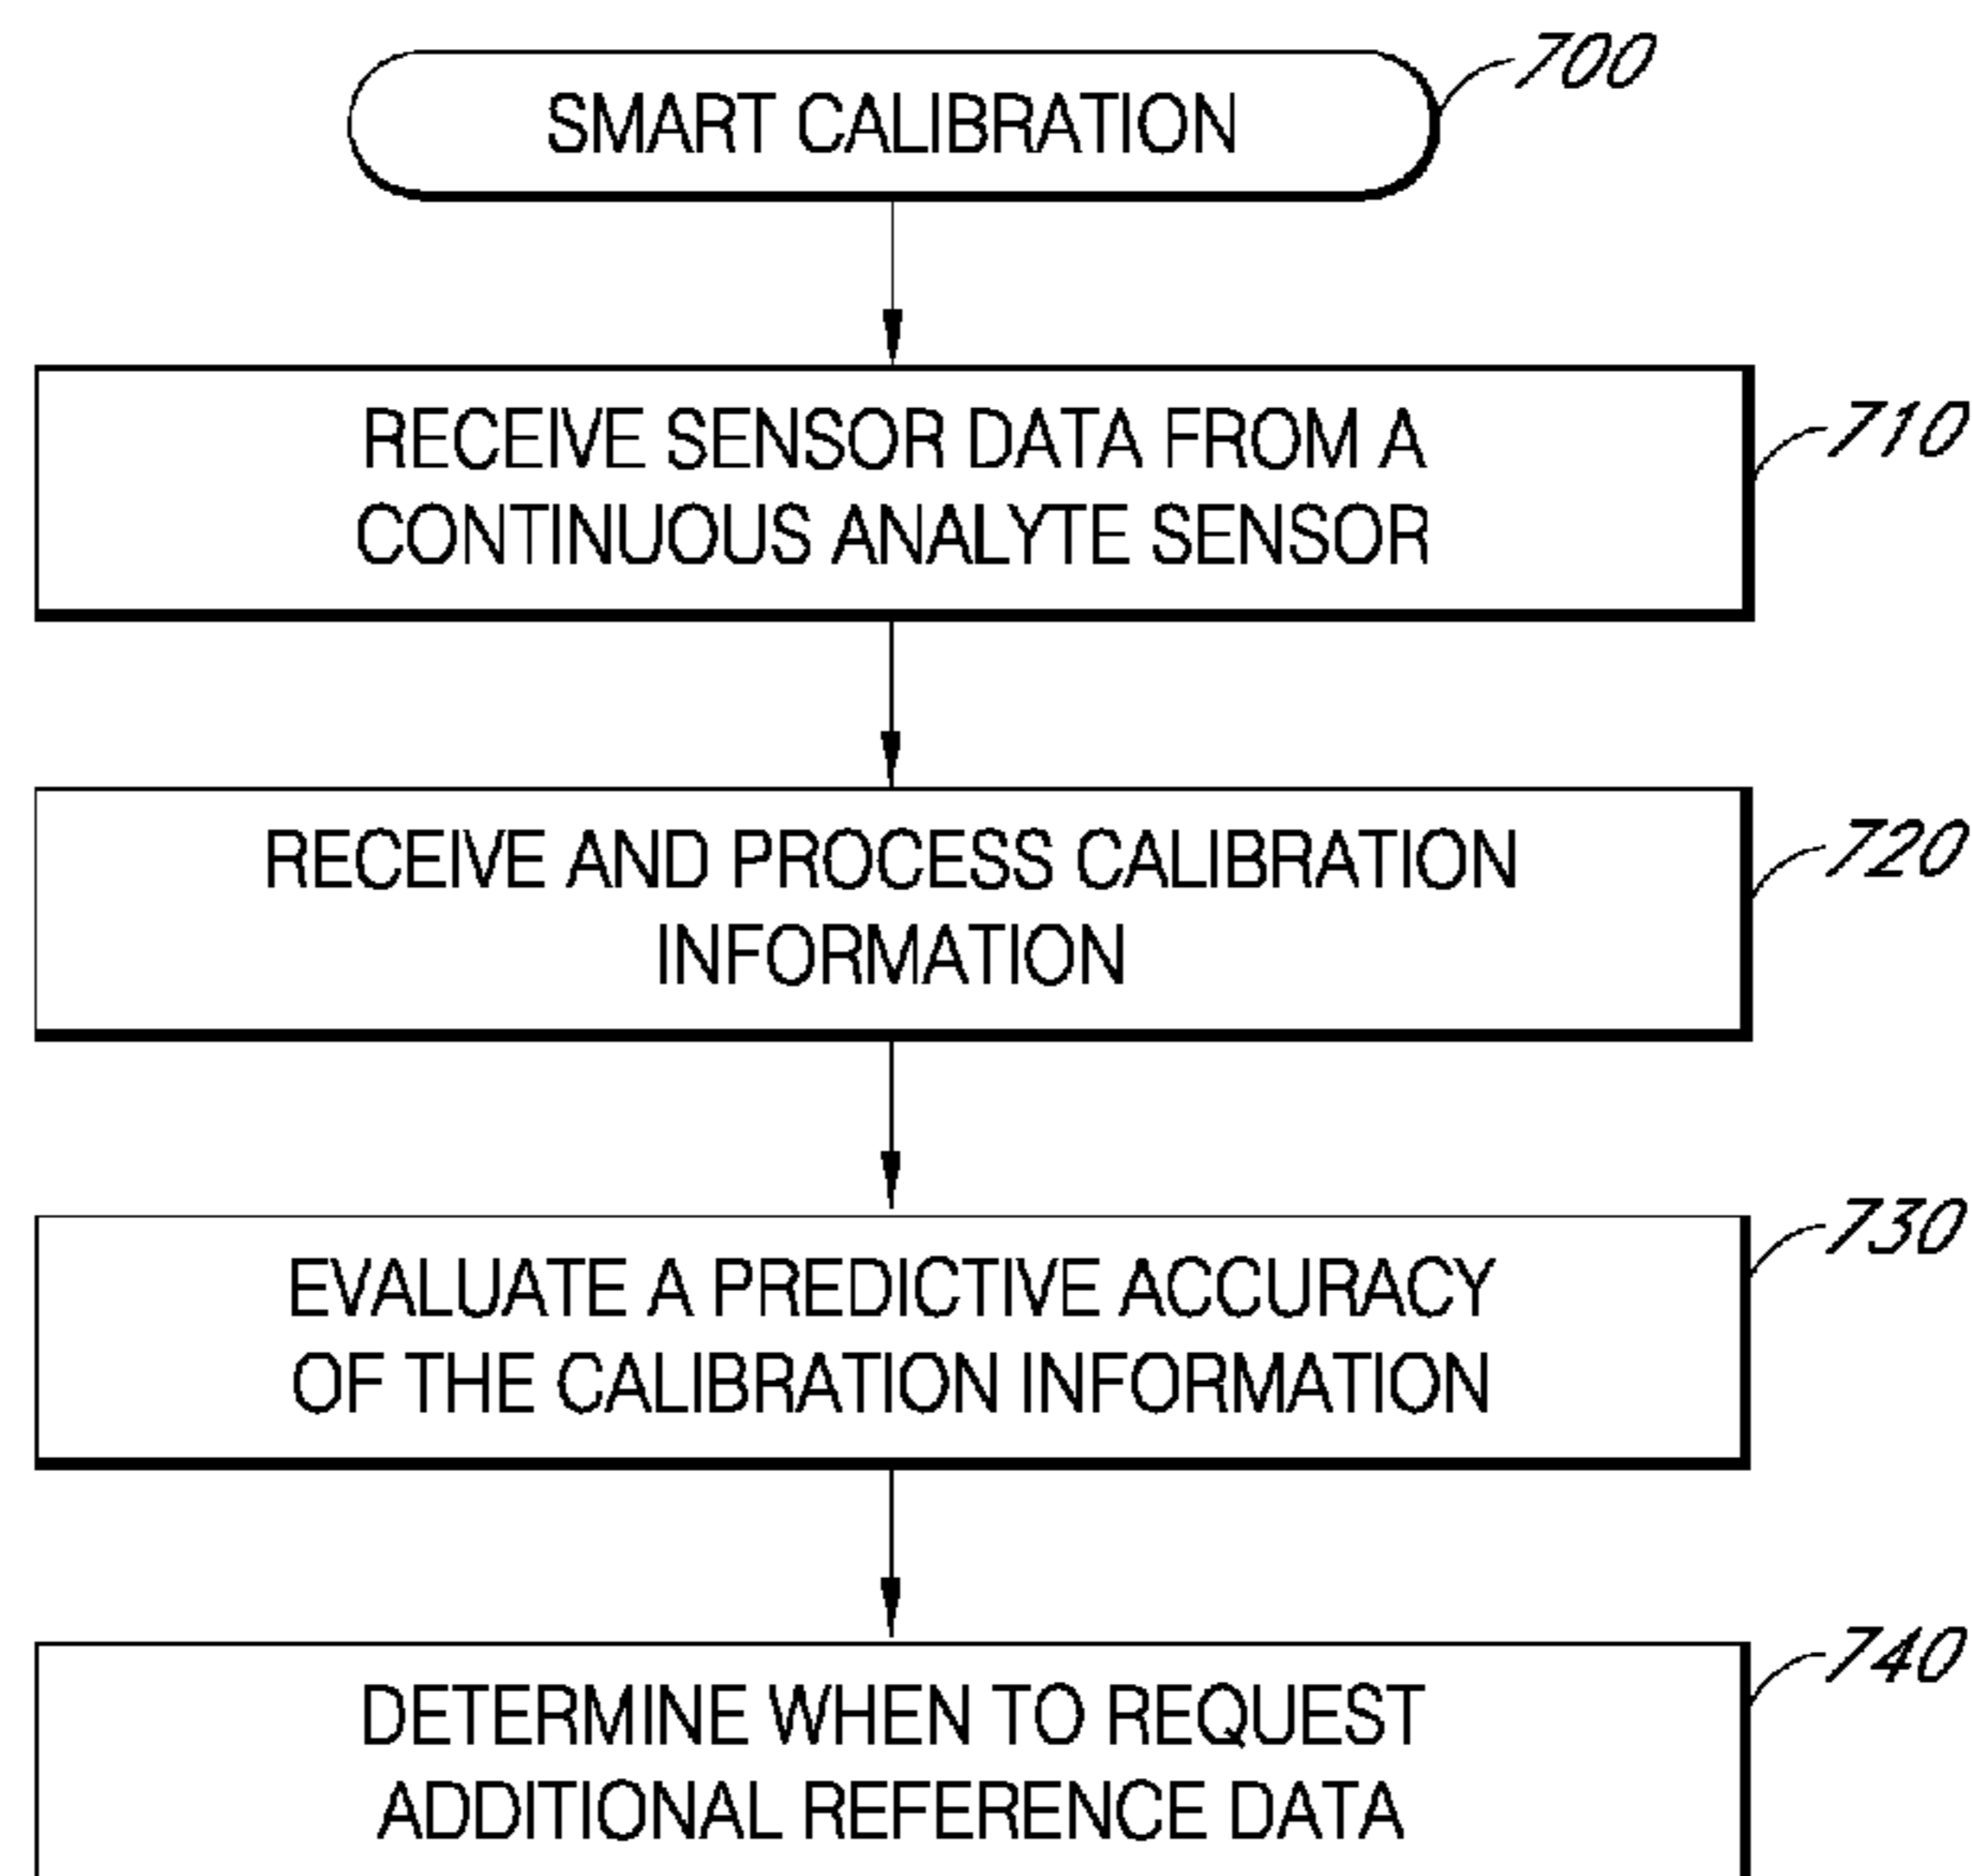 SMART CALIBRATION
700
RECEIVE SENSOR DATA FROM A
CONTINUOUS ANALYTE SENSOR
710
RECEIVE AND PROCESS CALIBRATION
INFORMATION
720
EVALUATE A PREDICTIVE ACCURACY
OF THE CALIBRATION INFORMATION
730
DETERMINE WHEN TO REQUEST
ADDITIONAL REFERENCE DATA
740